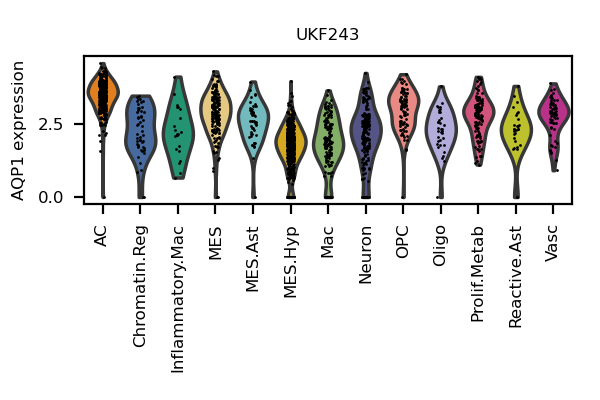 UKF243
AQP1 expression
2.5
0.0
AC
Chromatin.Reg
Inflammatory.Mac
MES
MES.Ast
MES.Hyp
Mac
Neuron
OPC
Oligo
Prolif.Metab
Reactive.Ast
Vasc